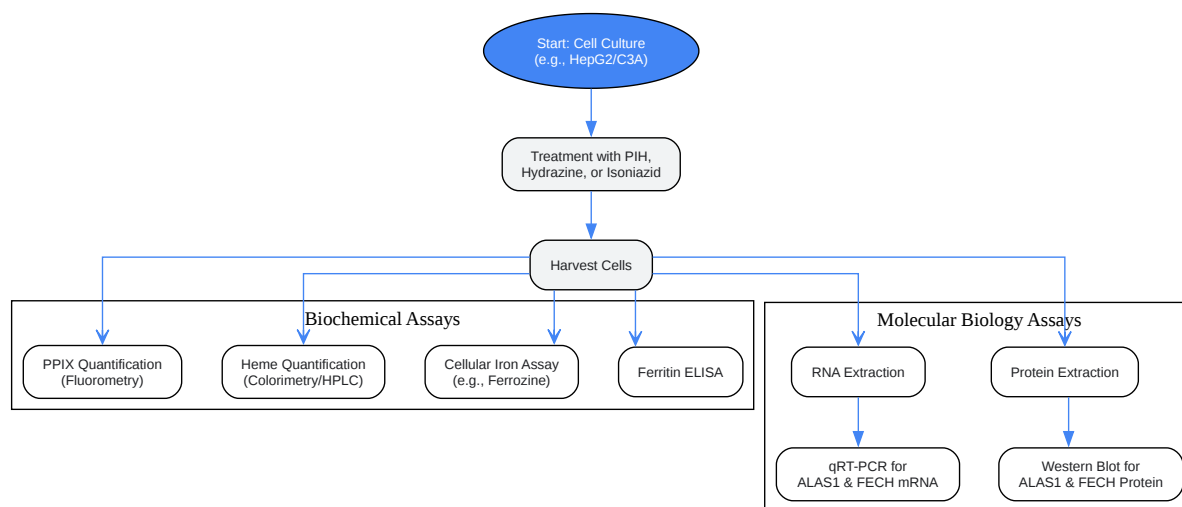 Start: Cell Culture
(e.g., HepG2/C3A)
Treatment with PIH,
Hydrazine, or Isoniazid
Harvest Cells
Biochemical Assays
PPIX Quantification
(Fluorometry)
Heme Quantification
(Colorimetry/HPLC)
Cellular Iron Assay
(e.g., Ferrozine)
Ferritin ELISA
Molecular Biology Assays
RNA Extraction
Protein Extraction
qRT-PCR for
ALAS1 & FECH mRNA
Western Blot for
ALAS1 & FECH Protein